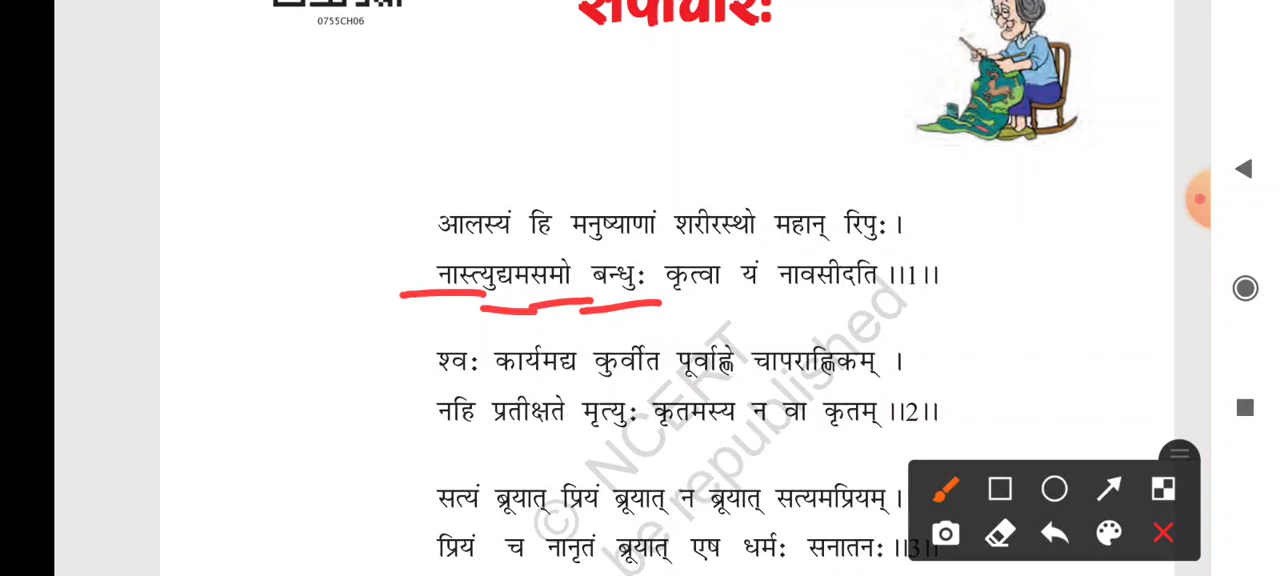 0755CH06
आलस्यं हि मनुष्याणां शरीरस्थो महान् रिपुः।
नास्त्युद्यमसमो बन्धुः कृत्वा यं नावसीदति।।1।।
श्वः कार्यमद्य कुर्वीत पूर्वाह्णे चापराह्णिकम्।
नहि प्रतीक्षते मृत्युः कृतमस्य न वा कृतम्।।2।।
सत्यं ब्रूयात् प्रियं ब्रूयात् न ब्रूयात् सत्यमप्रियम्।
प्रियं च नानृतं ब्रूयात् एष धर्मः सनातनः।।3।।
© NCERT
be republished